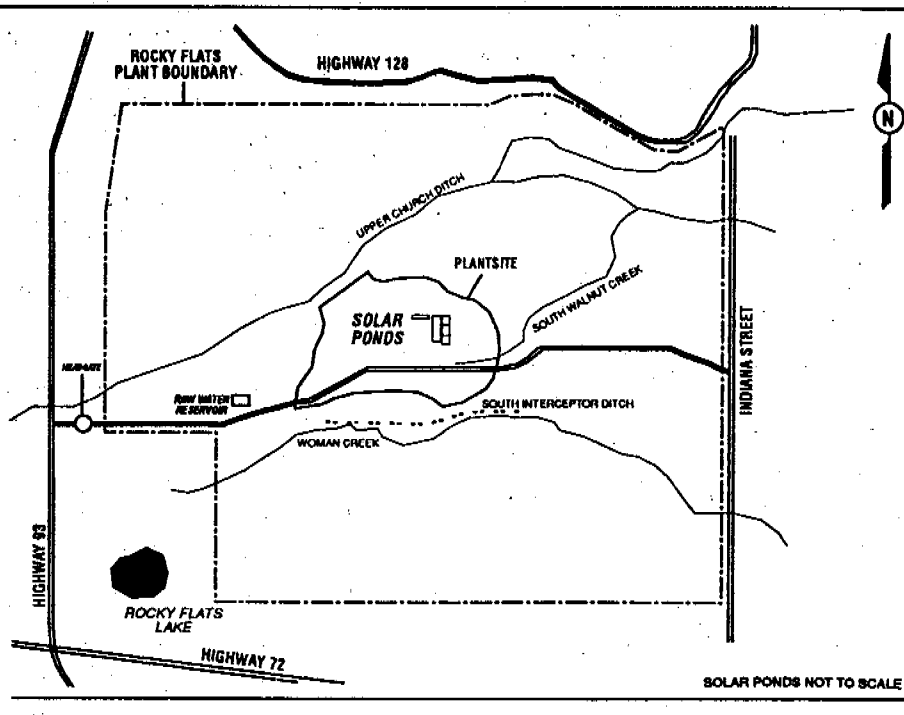 ROCKY FLATS
PLANT BOUNDARY
HIGHWAY 128
N
UPPER CHURCH DITCH
PLANTSITE
SOLAR
PONDS
SOUTH WALNUT CREEK
INDIANA STREET
RAW WATER
RESERVOIR
SOUTH INTERCEPTOR DITCH
WOMAN CREEK
HIGHWAY 93
ROCKY FLATS
LAKE
HIGHWAY 72
SOLAR PONDS NOT TO SCALE